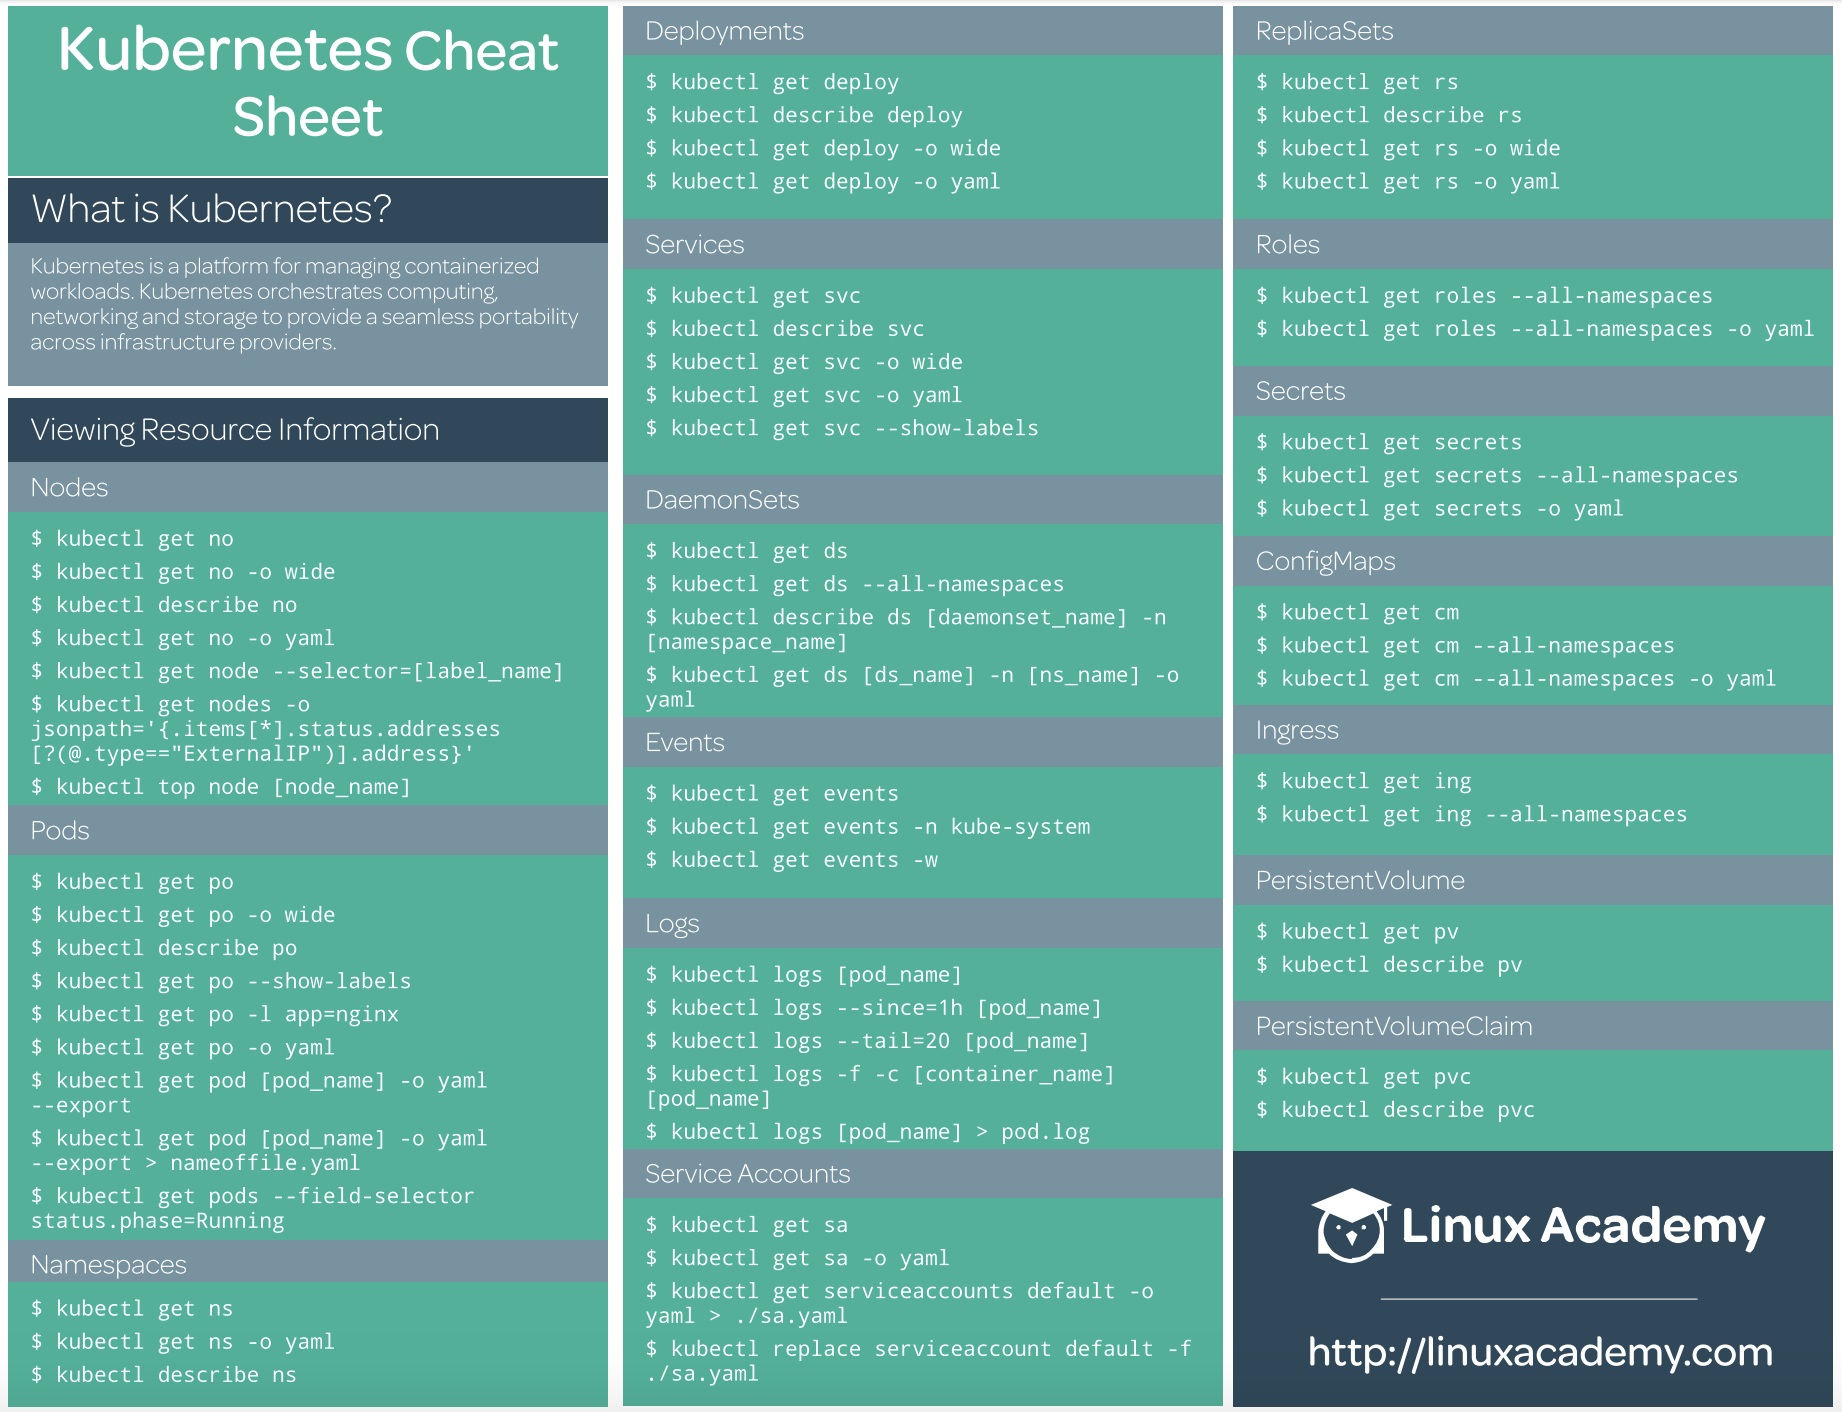 Kubernetes Cheat
Sheet
What is Kubernetes?
Kubernetes is a platform for managing containerized
workloads. Kubernetes orchestrates computing,
networking and storage to provide a seamless portability
across infrastructure providers.
Viewing Resource Information
Nodes
$ kubectl get no
$ kubectl get no -o wide
$ kubectl describe no
$ kubectl get no -o yaml
$ kubectl get node --selector=[label_name]
$ kubectl get nodes -o
jsonpath='{.items[*].status.addresses
[?(@.type=="ExternalIP")].address}'
$ kubectl top node [node_name]
Pods
$ kubectl get po
$ kubectl get po -o wide
$ kubectl describe po
$ kubectl get po --show-labels
$ kubectl get po -l app=nginx
$ kubectl get po -o yaml
$ kubectl get pod [pod_name] -o yaml
--export
$ kubectl get pod [pod_name] -o yaml
--export > nameoffile.yaml
$ kubectl get pods --field-selector
status.phase=Running
Namespaces
$ kubectl get ns
$ kubectl get ns -o yaml
$ kubectl describe ns
Deployments
$ kubectl get deploy
$ kubectl describe deploy
$ kubectl get deploy -o wide
$ kubectl get deploy -o yaml
Services
$ kubectl get svc
$ kubectl describe svc
$ kubectl get svc -o wide
$ kubectl get svc -o yaml
$ kubectl get svc --show-labels
DaemonSets
$ kubectl get ds
$ kubectl get ds --all-namespaces
$ kubectl describe ds [daemonset_name] -n
[namespace_name]
$ kubectl get ds [ds_name] -n [ns_name] -o
yaml
Events
$ kubectl get events
$ kubectl get events -n kube-system
$ kubectl get events -w
Logs
$ kubectl logs [pod_name]
$ kubectl logs --since=1h [pod_name]
$ kubectl logs --tail=20 [pod_name]
$ kubectl logs -f -c [container_name]
[pod_name]
$ kubectl logs [pod_name] > pod.log
Service Accounts
$ kubectl get sa
$ kubectl get sa -o yaml
$ kubectl get serviceaccounts default -o
yaml > ./sa.yaml
$ kubectl replace serviceaccount default -f
./sa.yaml
ReplicaSets
$ kubectl get rs
$ kubectl describe rs
$ kubectl get rs -o wide
$ kubectl get rs -o yaml
Roles
$ kubectl get roles --all-namespaces
$ kubectl get roles --all-namespaces -o yaml
Secrets
$ kubectl get secrets
$ kubectl get secrets --all-namespaces
$ kubectl get secrets -o yaml
ConfigMaps
$ kubectl get cm
$ kubectl get cm --all-namespaces
$ kubectl get cm --all-namespaces -o yaml
Ingress
$ kubectl get ing
$ kubectl get ing --all-namespaces
PersistentVolume
$ kubectl get pv
$ kubectl describe pv
PersistentVolumeClaim
$ kubectl get pvc
$ kubectl describe pvc
Linux Academy
http://linuxacademy.com